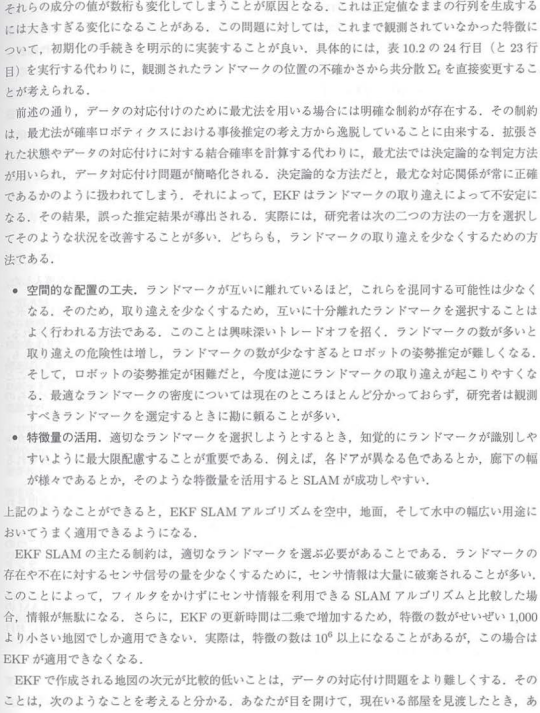 それらの成分の値が数桁も変化してしまうことが原因となる．これは正定値なままの行列を生成する
には大きすぎる変化になることがある．この問題に対しては，これまで観測されていなかった特徴に
ついて，初期化の手続きを明示的に実装することが良い．具体的には，表 10.2 の 24 行目（と 23 行
目）を実行する代わりに，観測されたランドマークの位置の不確かさから共分散 Σt を直接変更するこ
とが考えられる．
前述の通り，データの対応付けのために最尤法を用いる場合には明確な制約が存在する．その制約
は，最尤法が確率ロボティクスにおける事後推定の考え方から逸脱していることに由来する．拡張さ
れた状態やデータの対応付けに対する結合確率を計算する代わりに，最尤法では決定論的な判定方法
が用いられ，データ対応付け問題が簡略化される．決定論的な方法だと，最尤な対応関係が常に正確
であるかのように扱われてしまう．それによって，EKF はランドマークの取り違えによって不安定に
なる．その結果，誤った推定結果が導出される．実際には，研究者は次の二つの方法の一方を選択し
てそのような状況を改善することが多い．どちらも，ランドマークの取り違えを少なくするための方
法である．
● 空間的な配置の工夫．ランドマークが互いに離れているほど，これらを混同する可能性は少なく
なる．そのため，取り違えを少なくするため，互いに十分離れたランドマークを選択することは
よく行われる方法である．このことは興味深いトレードオフを招く．ランドマークの数が多いと
取り違えの危険性は増し，ランドマークの数が少なすぎるとロボットの姿勢推定が難しくなる．
そして，ロボットの姿勢推定が困難だと，今度は逆にランドマークの取り違えが起こりやすくな
る．最適なランドマークの密度については現在のところほとんど分かっておらず，研究者は観測
すべきランドマークを選定するときに勘に頼ることが多い．
● 特徴量の活用．適切なランドマークを選択しようとするとき，知覚的にランドマークが識別しや
すいように最大限配慮することが重要である．例えば，各ドアが異なる色であるとか，廊下の幅
が様々であるとか，そのような特徴量を活用すると SLAM が成功しやすい．
上記のようなことができると，EKF SLAM アルゴリズムを空中，地面，そして水中の幅広い用途に
おいてうまく適用できるようになる．
EKF SLAM の主たる制約は，適切なランドマークを選ぶ必要があることである．ランドマークの
存在や不在に対するセンサ信号の量を少なくするために，センサ情報は大量に破棄されることが多い．
このことによって，フィルタをかけずにセンサ情報を利用できる SLAM アルゴリズムと比較した場
合，情報が無駄になる．さらに，EKF の更新時間は二乗で増加するため，特徴の数がせいぜい 1,000
より小さい地図でしか適用できない．実際は，特徴の数は 10⁶ 以上になることがあるが，この場合は
EKF が適用できなくなる．
EKF で作成される地図の次元が比較的低いことは，データの対応付け問題をより難しくする．その
ことは，次のようなことを考えると分かる．あなたが目を開けて，現在いる部屋を見渡したとき，あ